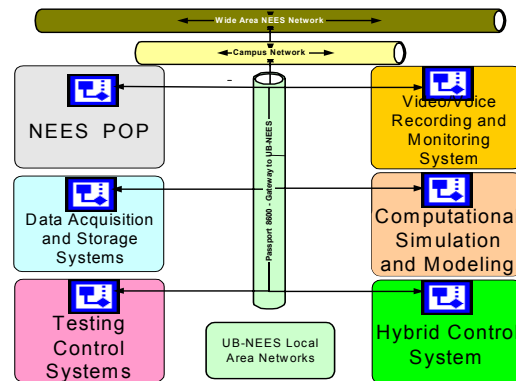 Wide Area NEES Network
Campus Network
NEES POP
Video/Voice
Recording and
Monitoring
System
Passport 8600 - Gateway to UB-NEES
Data Acquisition
and Storage
Systems
Computationa
Simulation
and Modeling
Testing
Control
Systems
UB-NEES Local
Area Networks
Hybrid Control
System